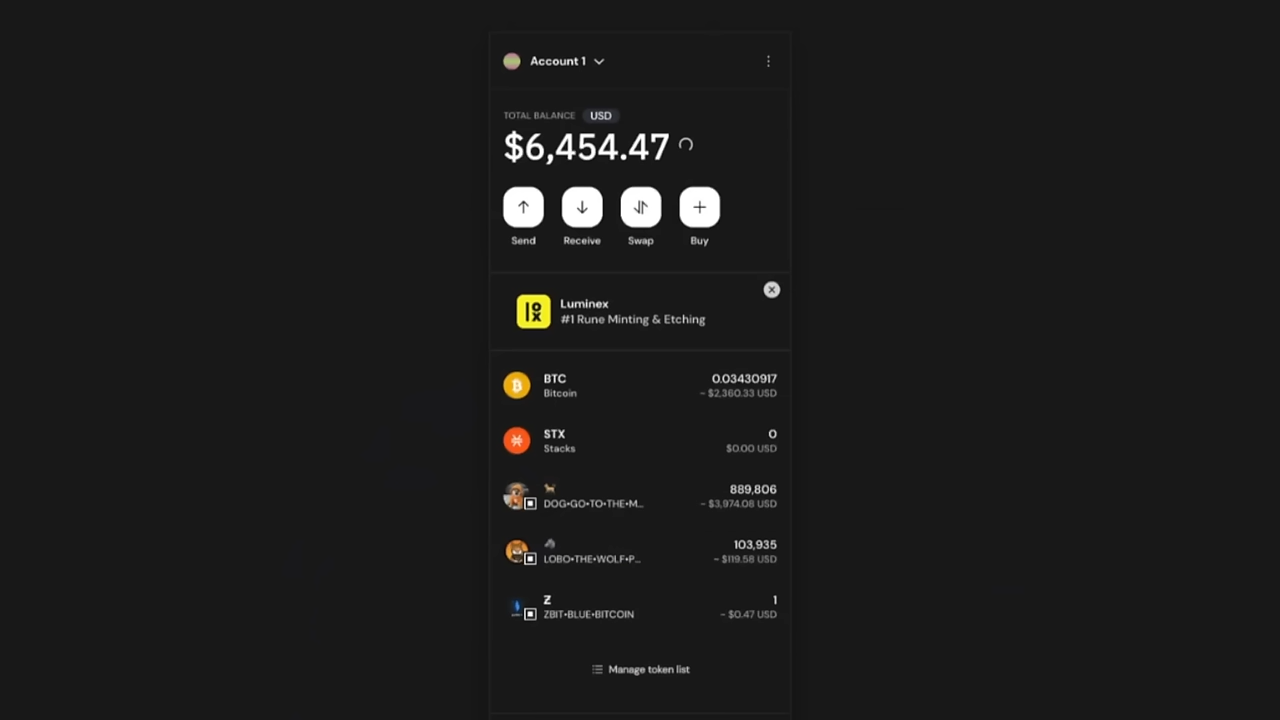 Account 1
TOTAL BALANCE USD
$6,454.47
Send Receive Swap Buy
Luminex
#1 Rune Minting & Etching
BTC 0.03430917
Bitcoin ~ $2,360.33 USD
STX 0
Stacks $0.00 USD
889,806
DOG•GO•TO•THE•M... ~ $3,974.08 USD
103,935
LOBO•THE•WOLF•P... ~ $119.58 USD
Z 1
ZBIT•BLUE•BITCOIN ~ $0.47 USD
Manage token list